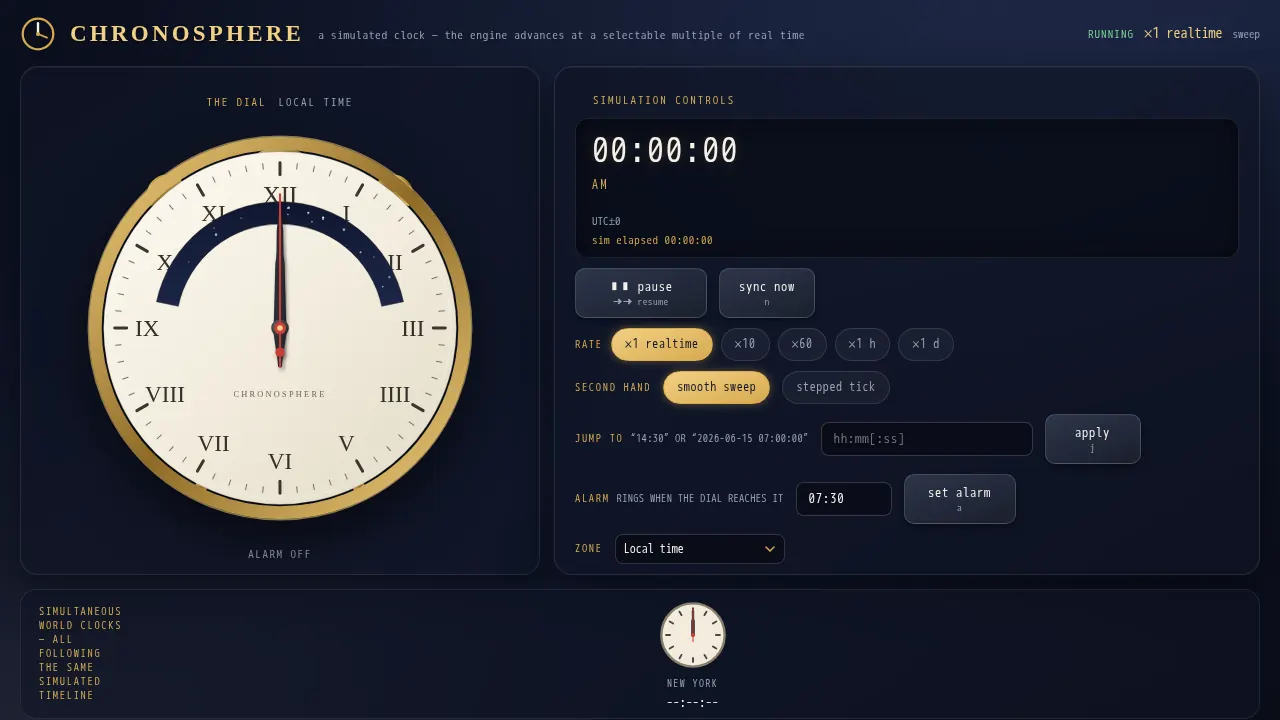 CHRONOSPHERE a simulated clock — the engine advances at a selectable multiple of real time
RUNNING ×1 realtime sweep
THE DIAL LOCAL TIME
XII
XI I
X II
IX III
VIII IIII
VII V
VI
CHRONOSPHERE
ALARM OFF
SIMULATION CONTROLS
00:00:00
AM
UTC±0
sim elapsed 00:00:00
pause
resume
sync now
n
RATE ×1 realtime ×10 ×60 ×1 h ×1 d
SECOND HAND smooth sweep stepped tick
JUMP TO “14:30” OR “2026-06-15 07:00:00” hh:mm[:ss] apply
j
ALARM RINGS WHEN THE DIAL REACHES IT 07:30 set alarm
a
ZONE Local time
SIMULTANEOUS
WORLD CLOCKS
— ALL
FOLLOWING
THE SAME
SIMULATED
TIMELINE
NEW YORK
--:--:--